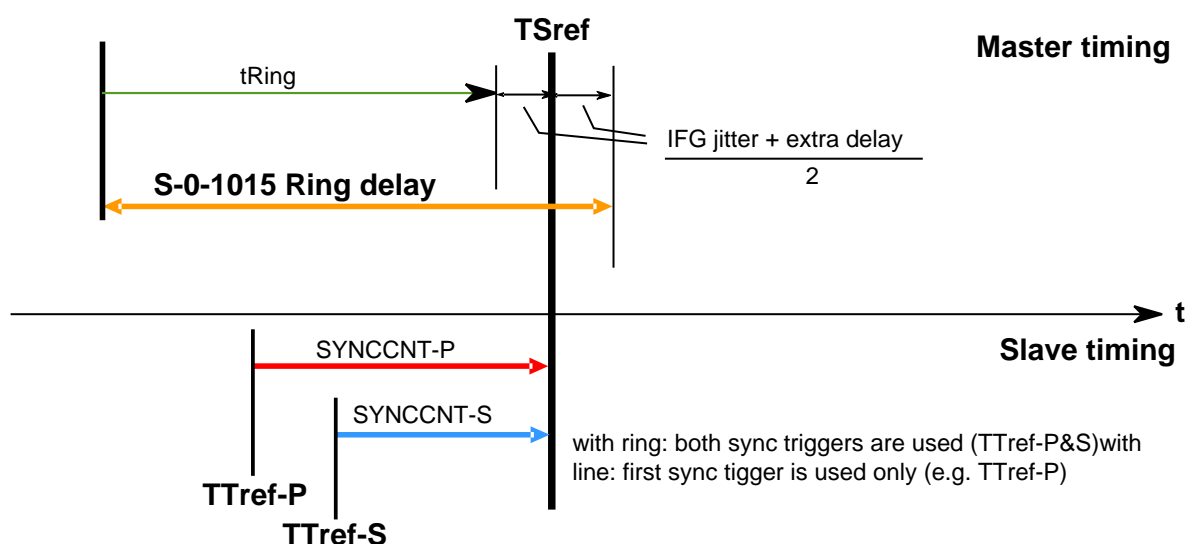 TSref
Master timing
tRing
IFG jitter + extra delay
2
S-0-1015 Ring delay
t
SYNCCNT-P
Slave timing
SYNCCNT-S
with ring: both sync triggers are used (TTref-P&S)with
line: first sync tigger is used only (e.g. TTref-P)
TTref-P
TTref-S